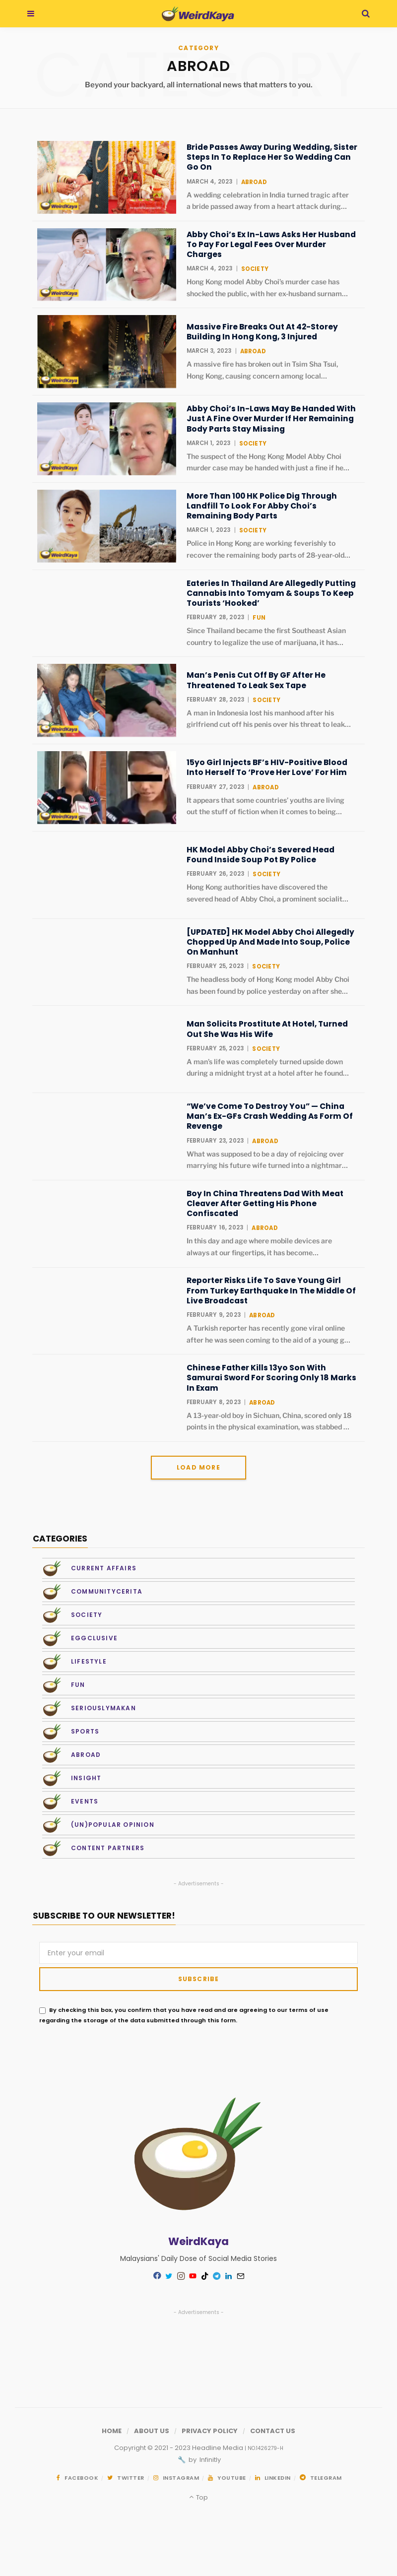 WeirdKaya
CATEGORY
CATEGORY
ABROAD
Beyond your backyard, all international news that matters to you.
WeirdKaya
Bride Passes Away During Wedding, Sister
Steps In To Replace Her So Wedding Can
Go On
MARCH 4, 2023 | ABROAD
A wedding celebration in India turned tragic after
a bride passed away from a heart attack during...
WeirdKaya
Abby Choi's Ex In-Laws Asks Her Husband
To Pay For Legal Fees Over Murder
Charges
MARCH 4, 2023 | SOCIETY
Hong Kong model Abby Choi's murder case has
shocked the public, with her ex-husband surnam...
WeirdKaya
Massive Fire Breaks Out At 42-Storey
Building In Hong Kong, 3 Injured
MARCH 3, 2023 | ABROAD
A massive fire has broken out in Tsim Sha Tsui,
Hong Kong, causing concern among local...
WeirdKaya
Abby Choi's In-Laws May Be Handed With
Just A Fine Over Murder If Her Remaining
Body Parts Stay Missing
MARCH 1, 2023 | SOCIETY
The suspect of the Hong Kong Model Abby Choi
murder case may be handed with just a fine if he...
WeirdKaya
More Than 100 HK Police Dig Through
Landfill To Look For Abby Choi's
Remaining Body Parts
MARCH 1, 2023 | SOCIETY
Police in Hong Kong are working feverishly to
recover the remaining body parts of 28-year-old...
Eateries In Thailand Are Allegedly Putting
Cannabis Into Tomyam & Soups To Keep
Tourists 'Hooked'
FEBRUARY 28, 2023 | FUN
Since Thailand became the first Southeast Asian
country to legalize the use of marijuana, it has...
WeirdKaya
Man's Penis Cut Off By GF After He
Threatened To Leak Sex Tape
FEBRUARY 28, 2023 | SOCIETY
A man in Indonesia lost his manhood after his
girlfriend cut off his penis over his threat to leak...
WeirdKaya
15yo Girl Injects BF's HIV-Positive Blood
Into Herself To 'Prove Her Love' For Him
FEBRUARY 27, 2023 | ABROAD
It appears that some countries' youths are living
out the stuff of fiction when it comes to being...
HK Model Abby Choi's Severed Head
Found Inside Soup Pot By Police
FEBRUARY 26, 2023 | SOCIETY
Hong Kong authorities have discovered the
severed head of Abby Choi, a prominent socialit...
[UPDATED] HK Model Abby Choi Allegedly
Chopped Up And Made Into Soup, Police
On Manhunt
FEBRUARY 25, 2023 | SOCIETY
The headless body of Hong Kong model Abby Choi
has been found by police yesterday on after she...
Man Solicits Prostitute At Hotel, Turned
Out She Was His Wife
FEBRUARY 25, 2023 | SOCIETY
A man's life was completely turned upside down
during a midnight tryst at a hotel after he found...
"We've Come To Destroy You" — China
Man's Ex-GFs Crash Wedding As Form Of
Revenge
FEBRUARY 23, 2023 | ABROAD
What was supposed to be a day of rejoicing over
marrying his future wife turned into a nightmar...
Boy In China Threatens Dad With Meat
Cleaver After Getting His Phone
Confiscated
FEBRUARY 16, 2023 | ABROAD
In this day and age where mobile devices are
always at our fingertips, it has become...
Reporter Risks Life To Save Young Girl
From Turkey Earthquake In The Middle Of
Live Broadcast
FEBRUARY 9, 2023 | ABROAD
A Turkish reporter has recently gone viral online
after he was seen coming to the aid of a young g...
Chinese Father Kills 13yo Son With
Samurai Sword For Scoring Only 18 Marks
In Exam
FEBRUARY 8, 2023 | ABROAD
A 13-year-old boy in Sichuan, China, scored only 18
points in the physical examination, was stabbed ...
LOAD MORE
CATEGORIES
CURRENT AFFAIRS
COMMUNITYCERITA
SOCIETY
EGGCLUSIVE
LIFESTYLE
FUN
SERIOUSLYMAKAN
SPORTS
ABROAD
INSIGHT
EVENTS
(UN)POPULAR OPINION
CONTENT PARTNERS
- Advertisements -
SUBSCRIBE TO OUR NEWSLETTER!
Enter your email
SUBSCRIBE
By checking this box, you confirm that you have read and are agreeing to our terms of use
regarding the storage of the data submitted through this form.
WeirdKaya
Malaysians' Daily Dose of Social Media Stories
- Advertisements -
HOME / ABOUT US / PRIVACY POLICY / CONTACT US
Copyright © 2021 - 2023 Headline Media | NO.1426279-H
by Infinitly
FACEBOOK / TWITTER / INSTAGRAM / YOUTUBE / LINKEDIN / TELEGRAM
Top